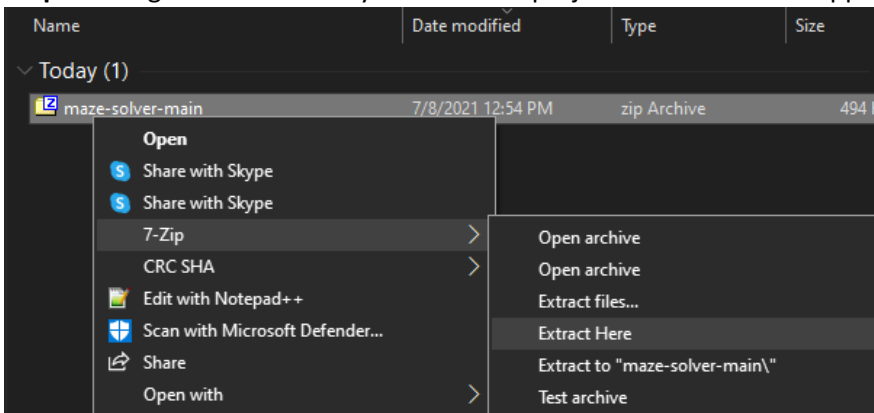 Name Date modified Type Size
Today (1)
maze-solver-main 7/8/2021 12:54 PM zip Archive 494
Open
Share with Skype
Share with Skype
7-Zip
CRC SHA
Edit with Notepad++
Scan with Microsoft Defender...
Share
Open with
Open archive
Open archive
Extract files...
Extract Here
Extract to "maze-solver-main\"
Test archive